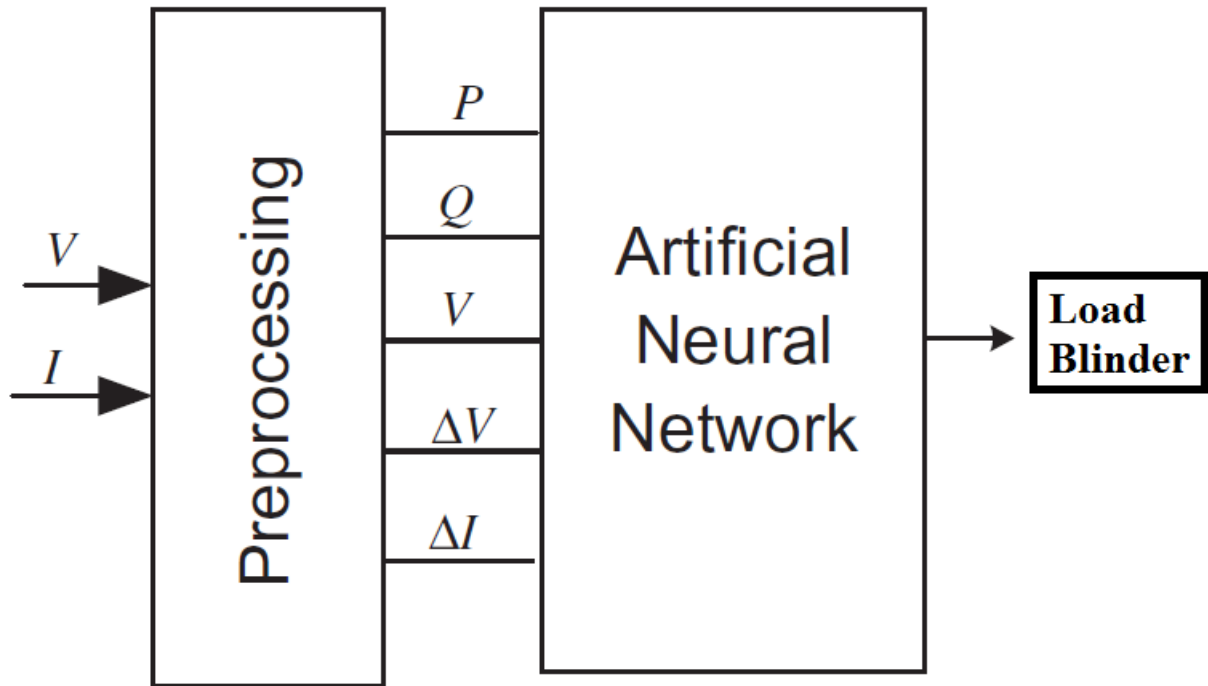 V
I
Preprocessing
P
Q
V
ΔV
ΔI
Artificial
Neural
Network
Load
Blinder